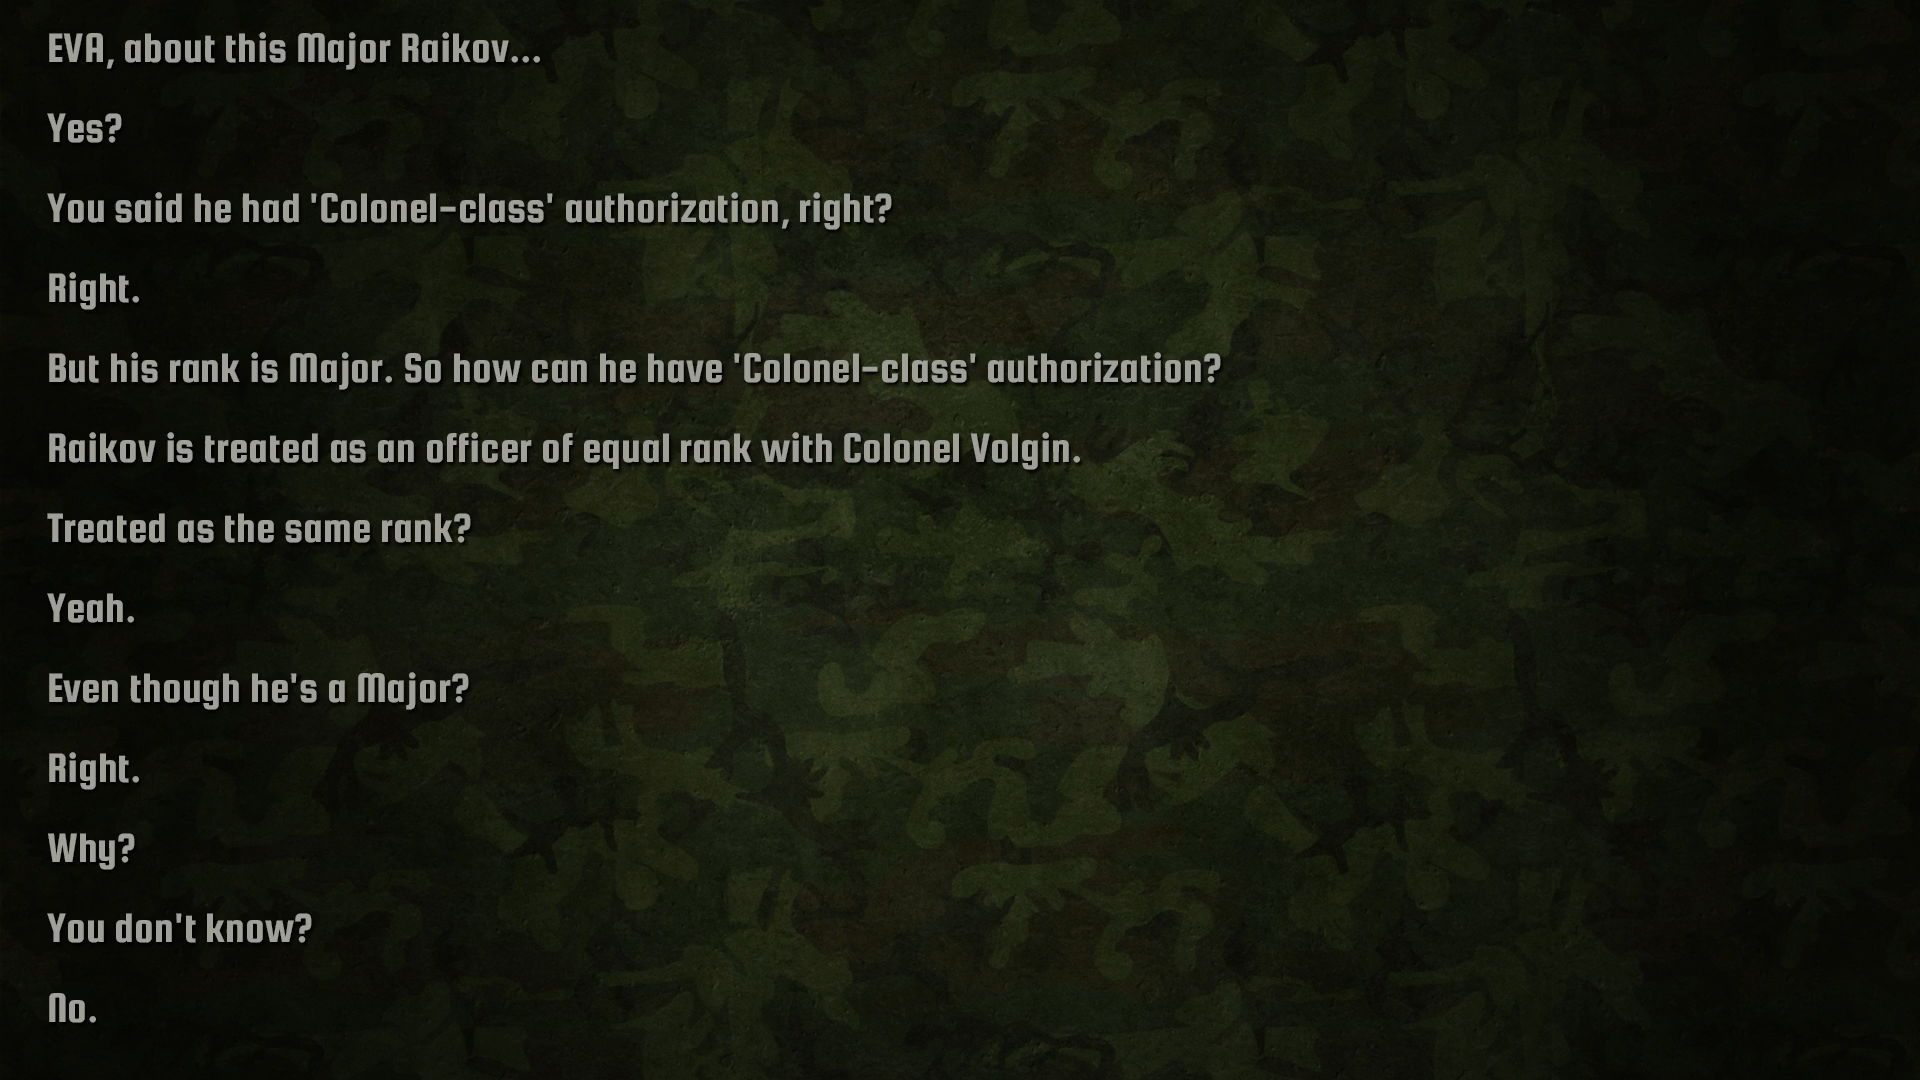 EVA, about this Major Raikov...
Yes?
You said he had 'Colonel-class' authorization, right?
Right.
But his rank is Major. So how can he have 'Colonel-class' authorization?
Raikov is treated as an officer of equal rank with Colonel Volgin.
Treated as the same rank?
Yeah.
Even though he's a Major?
Right.
Why?
You don't know?
No.